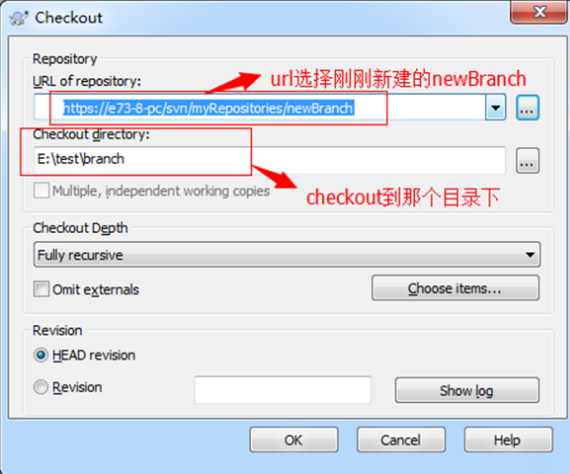 Checkout
Repository
URL of repository:
url选择刚刚新建的newBranch
https://e73-8-pc/svn/myRepositories/newBranch
...
Checkout directory:
E:\test\branch
...
Multiple, independent working copies
checkout到那个目录下
Checkout Depth
Fully recursive
Omit externals
Choose items...
Revision
HEAD revision
Revision
Show log
OK
Cancel
Help